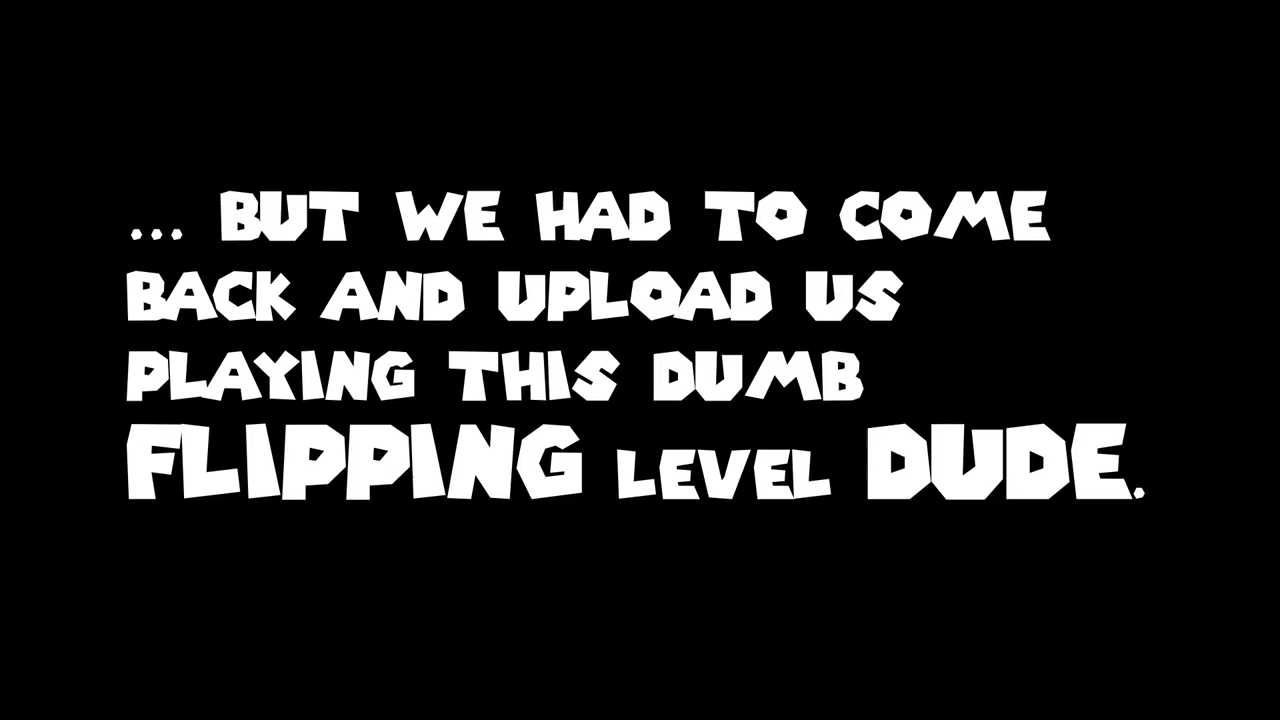 ... BUT WE HAD TO COME
BACK AND UPLOAD US
PLAYING THIS DUMB
FLIPPING LEVEL DUDE.